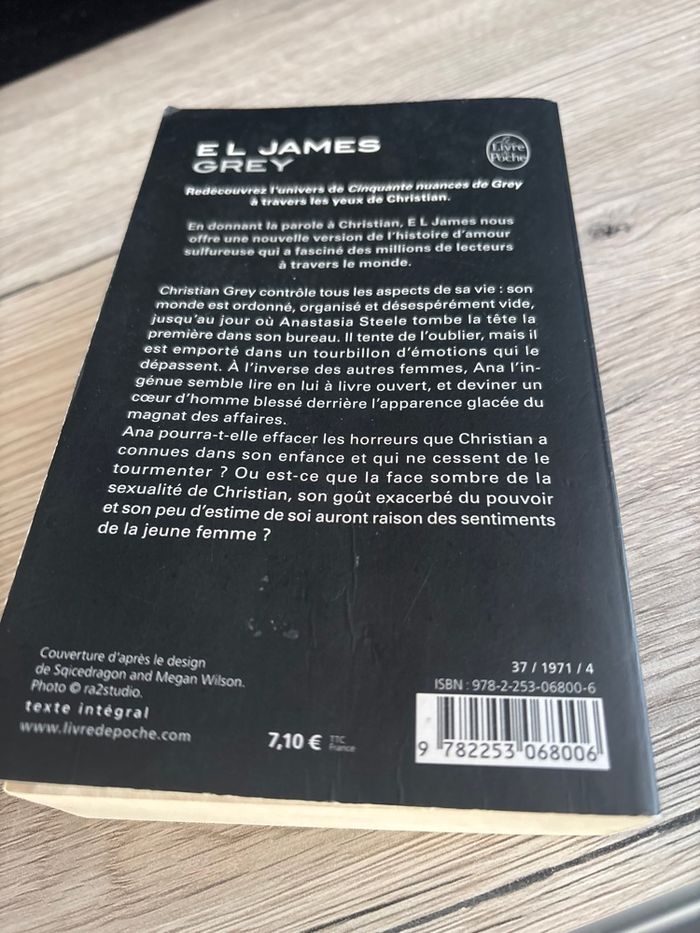 E L JAMES
GREY
Le Livre de Poche
Redécouvrez l'univers de Cinquante nuances de Grey
à travers les yeux de Christian.
En donnant la parole à Christian, E L James nous
offre une nouvelle version de l'histoire d'amour
sulfureuse qui a fasciné des millions de lecteurs
à travers le monde.
Christian Grey contrôle tous les aspects de sa vie : son
monde est ordonné, organisé et désespérément vide,
jusqu'au jour où Anastasia Steele tombe la tête la
première dans son bureau. Il tente de l'oublier, mais il
est emporté dans un tourbillon d'émotions qui le
dépassent. À l'inverse des autres femmes, Ana l'in-
génue semble lire en lui à livre ouvert, et deviner un
cœur d'homme blessé derrière l'apparence glacée du
magnat des affaires.
Ana pourra-t-elle effacer les horreurs que Christian a
connues dans son enfance et qui ne cessent de le
tourmenter ? Ou est-ce que la face sombre de la
sexualité de Christian, son goût exacerbé du pouvoir
et son peu d'estime de soi auront raison des sentiments
de la jeune femme ?
Couverture d'après le design
de Sqicedragon and Megan Wilson.
Photo © ra2studio.
texte intégral
www.livredepoche.com
7,10 € TTC
France
37 / 1971 / 4
ISBN : 978-2-253-06800-6
9 782253 068006